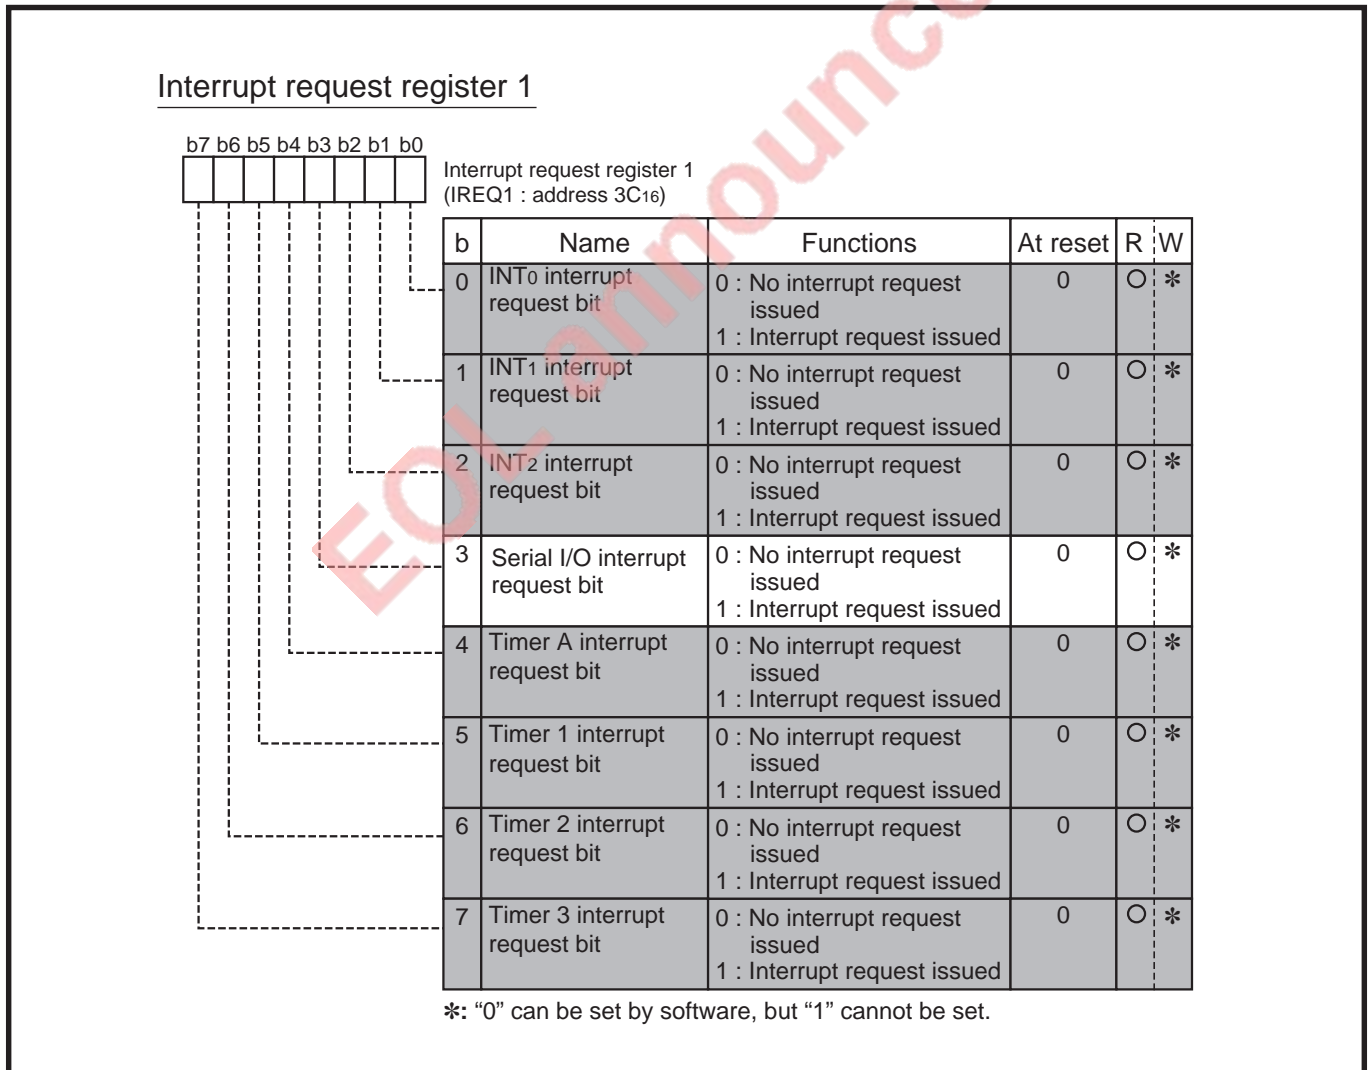 Interrupt request register 1
b7 b6 b5 b4 b3 b2 b1 b0
Interrupt request register 1
(IREQ1 : address 3C16)
b Name Functions At reset R W
0 INT0 interrupt request bit 0 : No interrupt request issued 0 ○ ✻
1 : Interrupt request issued
1 INT1 interrupt request bit 0 : No interrupt request issued 0 ○ ✻
1 : Interrupt request issued
2 INT2 interrupt request bit 0 : No interrupt request issued 0 ○ ✻
1 : Interrupt request issued
3 Serial I/O interrupt request bit 0 : No interrupt request issued 0 ○ ✻
1 : Interrupt request issued
4 Timer A interrupt request bit 0 : No interrupt request issued 0 ○ ✻
1 : Interrupt request issued
5 Timer 1 interrupt request bit 0 : No interrupt request issued 0 ○ ✻
1 : Interrupt request issued
6 Timer 2 interrupt request bit 0 : No interrupt request issued 0 ○ ✻
1 : Interrupt request issued
7 Timer 3 interrupt request bit 0 : No interrupt request issued 0 ○ ✻
1 : Interrupt request issued
✻: “0” can be set by software, but “1” cannot be set.
EOL announc